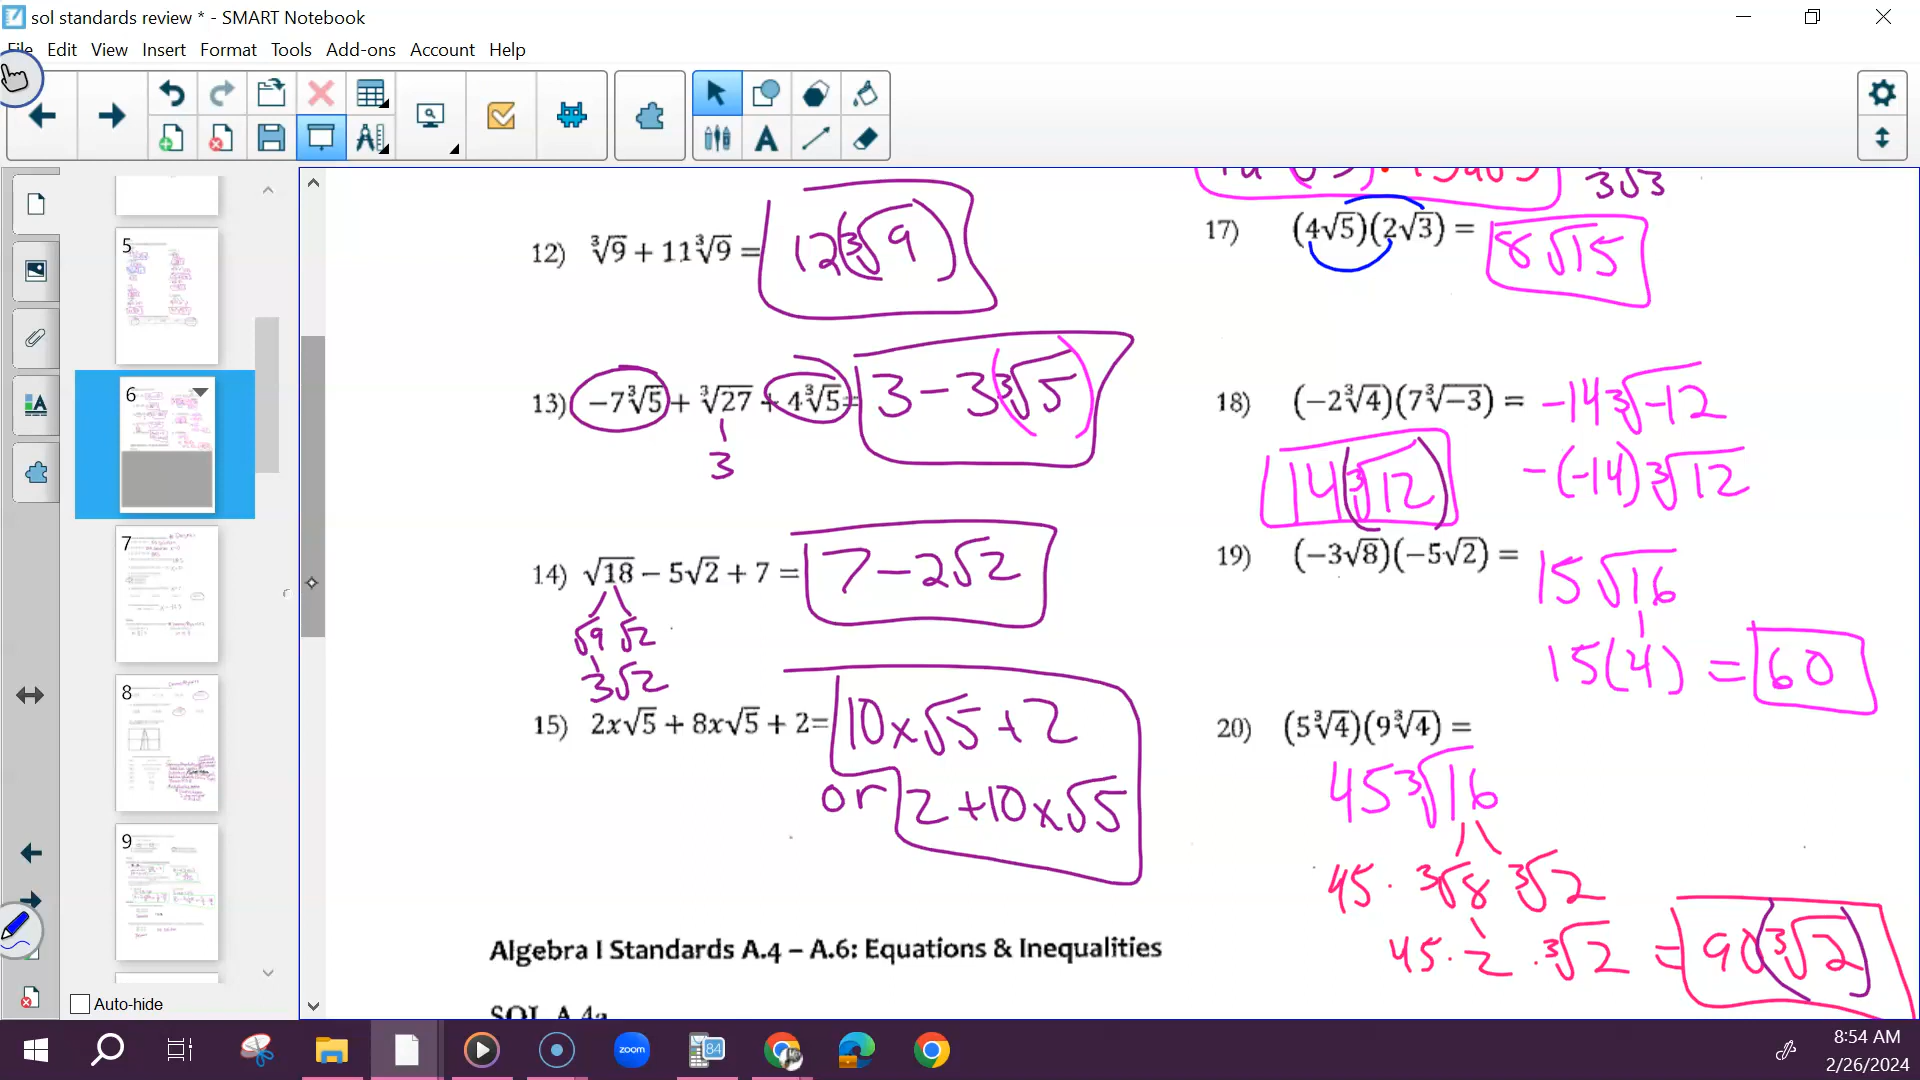 sol standards review * - SMART Notebook
File Edit View Insert Format Tools Add-ons Account Help
5
6
7
8
9
Auto-hide
12) ∛9 + 11∛9 = 12(∛9)
13) −7∛5 + ∛27 + 4∛5 = 3 − 3(∛5)
3
14) √18 − 5√2 + 7 = 7 − 2√2
√9 √2
3√2
15) 2x√5 + 8x√5 + 2= 10x√5 + 2
or 2 + 10x√5
Algebra I Standards A.4 – A.6: Equations & Inequalities
SOL A.4a
3√3
17) (4√5)(2√3) = 8√15
18) (−2∛4)(7∛−3) = −14∛−12
−(−14)∛12
14(∛12)
19) (−3√8)(−5√2) =
15√16
15(4) = 60
20) (5∛4)(9∛4) =
45∛16
45 · ∛8 ∛2
45 · 2 · ∛2 = 90(∛2)
zoom
84
8:54 AM
2/26/2024